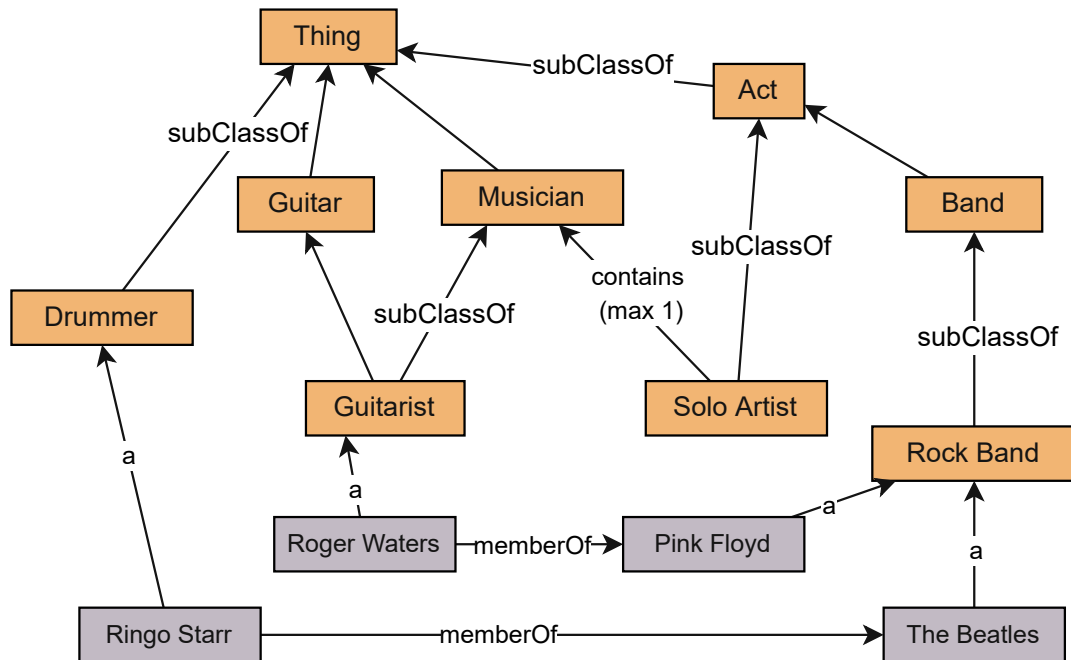 Thing
subClassOf
Act
subClassOf
Guitar
Musician
Band
subClassOf
contains
(max 1)
Drummer
subClassOf
subClassOf
Guitarist
Solo Artist
Rock Band
a
a
a
Roger Waters
memberOf
Pink Floyd
a
Ringo Starr
memberOf
The Beatles